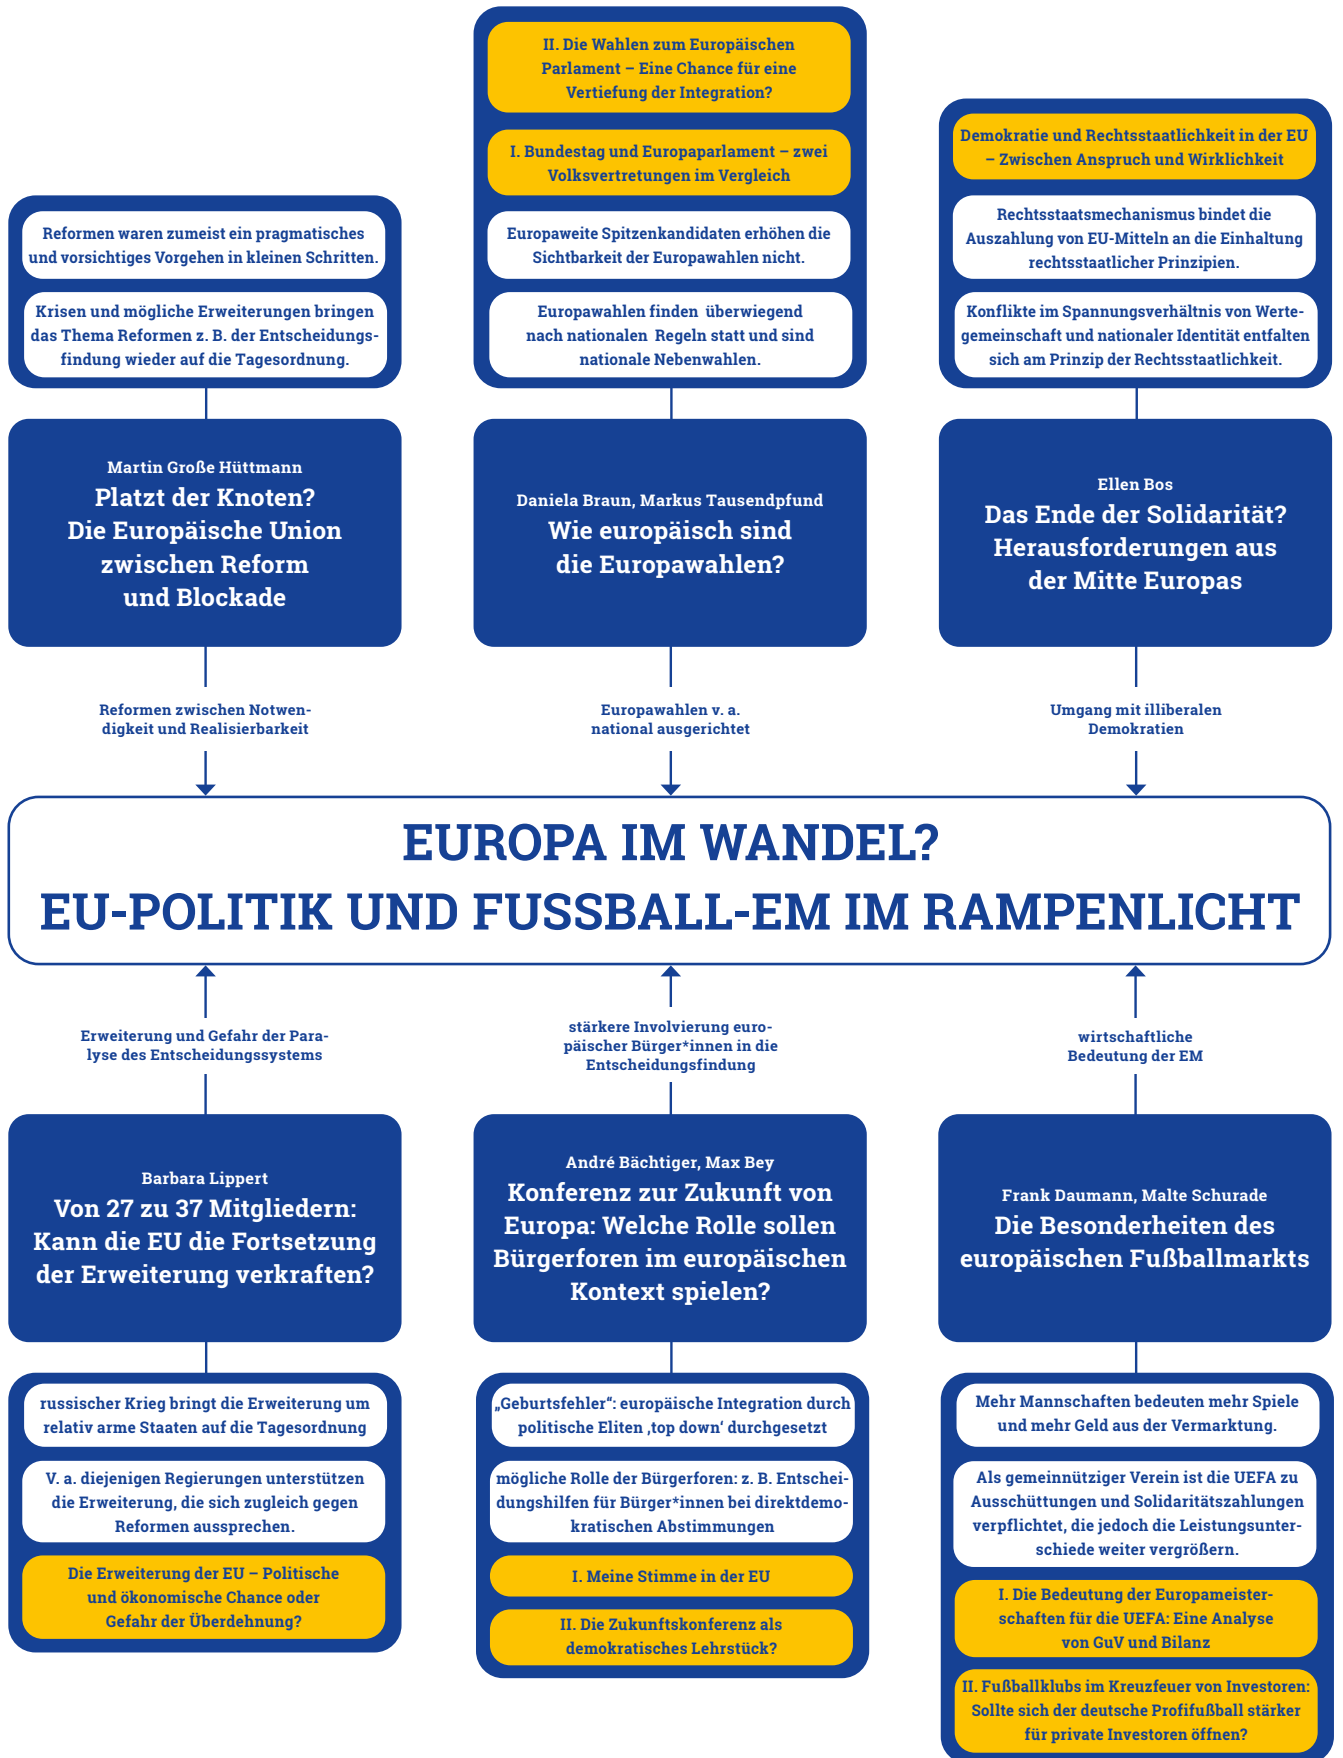 II. Die Wahlen zum Europäischen
Parlament – Eine Chance für eine
Vertiefung der Integration?
I. Bundestag und Europaparlament – zwei
Volksvertretungen im Vergleich
Europaweite Spitzenkandidaten erhöhen die
Sichtbarkeit der Europawahlen nicht.
Europawahlen finden überwiegend
nach nationalen Regeln statt und sind
nationale Nebenwahlen.
Demokratie und Rechtsstaatlichkeit in der EU
– Zwischen Anspruch und Wirklichkeit
Rechtsstaatsmechanismus bindet die
Auszahlung von EU-Mitteln an die Einhaltung
rechtsstaatlicher Prinzipien.
Konflikte im Spannungsverhältnis von Werte-
gemeinschaft und nationaler Identität entfalten
sich am Prinzip der Rechtsstaatlichkeit.
Reformen waren zumeist ein pragmatisches
und vorsichtiges Vorgehen in kleinen Schritten.
Krisen und mögliche Erweiterungen bringen
das Thema Reformen z. B. der Entscheidungs-
findung wieder auf die Tagesordnung.
Martin Große Hüttmann
Platzt der Knoten?
Die Europäische Union
zwischen Reform
und Blockade
Daniela Braun, Markus Tausendpfund
Wie europäisch sind
die Europawahlen?
Ellen Bos
Das Ende der Solidarität?
Herausforderungen aus
der Mitte Europas
Reformen zwischen Notwen-
digkeit und Realisierbarkeit
Europawahlen v. a.
national ausgerichtet
Umgang mit illiberalen
Demokratien
EUROPA IM WANDEL?
EU-POLITIK UND FUSSBALL-EM IM RAMPENLICHT
Erweiterung und Gefahr der Para-
lyse des Entscheidungssystems
stärkere Involvierung euro-
päischer Bürger*innen in die
Entscheidungsfindung
wirtschaftliche
Bedeutung der EM
Barbara Lippert
Von 27 zu 37 Mitgliedern:
Kann die EU die Fortsetzung
der Erweiterung verkraften?
André Bächtiger, Max Bey
Konferenz zur Zukunft von
Europa: Welche Rolle sollen
Bürgerforen im europäischen
Kontext spielen?
Frank Daumann, Malte Schurade
Die Besonderheiten des
europäischen Fußballmarkts
russischer Krieg bringt die Erweiterung um
relativ arme Staaten auf die Tagesordnung
V. a. diejenigen Regierungen unterstützen
die Erweiterung, die sich zugleich gegen
Reformen aussprechen.
Die Erweiterung der EU – Politische
und ökonomische Chance oder
Gefahr der Überdehnung?
„Geburtsfehler“: europäische Integration durch
politische Eliten ‚top down‘ durchgesetzt
mögliche Rolle der Bürgerforen: z. B. Entschei-
dungshilfen für Bürger*innen bei direktdemo-
kratischen Abstimmungen
I. Meine Stimme in der EU
II. Die Zukunftskonferenz als
demokratisches Lehrstück?
Mehr Mannschaften bedeuten mehr Spiele
und mehr Geld aus der Vermarktung.
Als gemeinnütziger Verein ist die UEFA zu
Ausschüttungen und Solidaritätszahlungen
verpflichtet, die jedoch die Leistungsunter-
schiede weiter vergrößern.
I. Die Bedeutung der Europameister-
schaften für die UEFA: Eine Analyse
von GuV und Bilanz
II. Fußballklubs im Kreuzfeuer von Investoren:
Sollte sich der deutsche Profifußball stärker
für private Investoren öffnen?